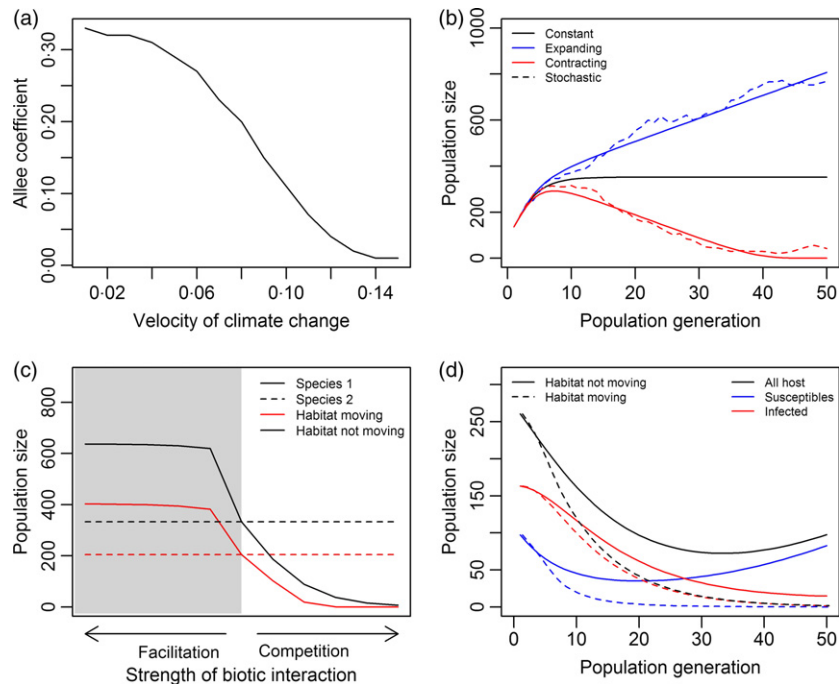 (a)
Allee coefficient
0·30
0·20
0·10
0·00
0·02
0·06
0·10
0·14
Velocity of climate change
(b)
Population size
1000
600
200
0
Constant
Expanding
Contracting
Stochastic
0
10
20
30
40
50
Population generation
(c)
Population size
800
600
400
200
0
Species 1
Species 2
Habitat moving
Habitat not moving
Facilitation
Competition
Strength of biotic interaction
(d)
Population size
250
150
50
0
Habitat not moving
Habitat moving
All host
Susceptibles
Infected
0
10
20
30
40
50
Population generation